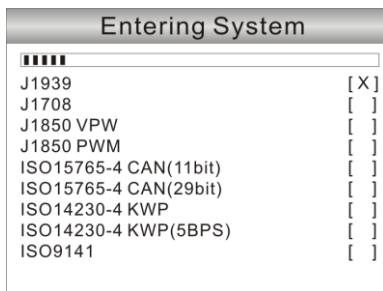 Entering System
J1939 [X]
J1708 [ ]
J1850 VPW [ ]
J1850 PWM [ ]
ISO15765-4 CAN(11bit) [ ]
ISO15765-4 CAN(29bit) [ ]
ISO14230-4 KWP [ ]
ISO14230-4 KWP(5BPS) [ ]
ISO9141 [ ]